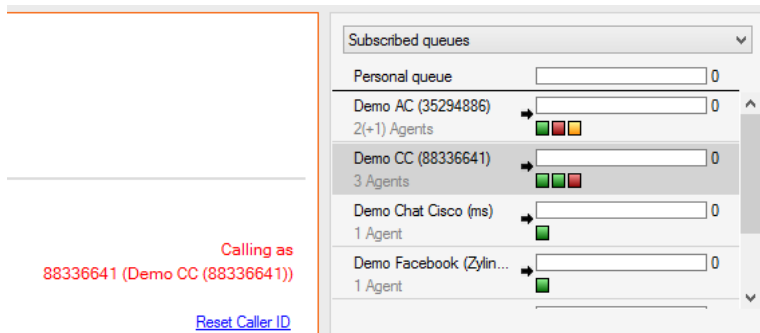 Subscribed queues
Personal queue 0
Demo AC (35294886) 0
2(+1) Agents
Demo CC (88336641) 0
3 Agents
Demo Chat Cisco (ms) 0
1 Agent
Demo Facebook (Zylin... 0
1 Agent
Calling as
88336641 (Demo CC (88336641))
Reset Caller ID